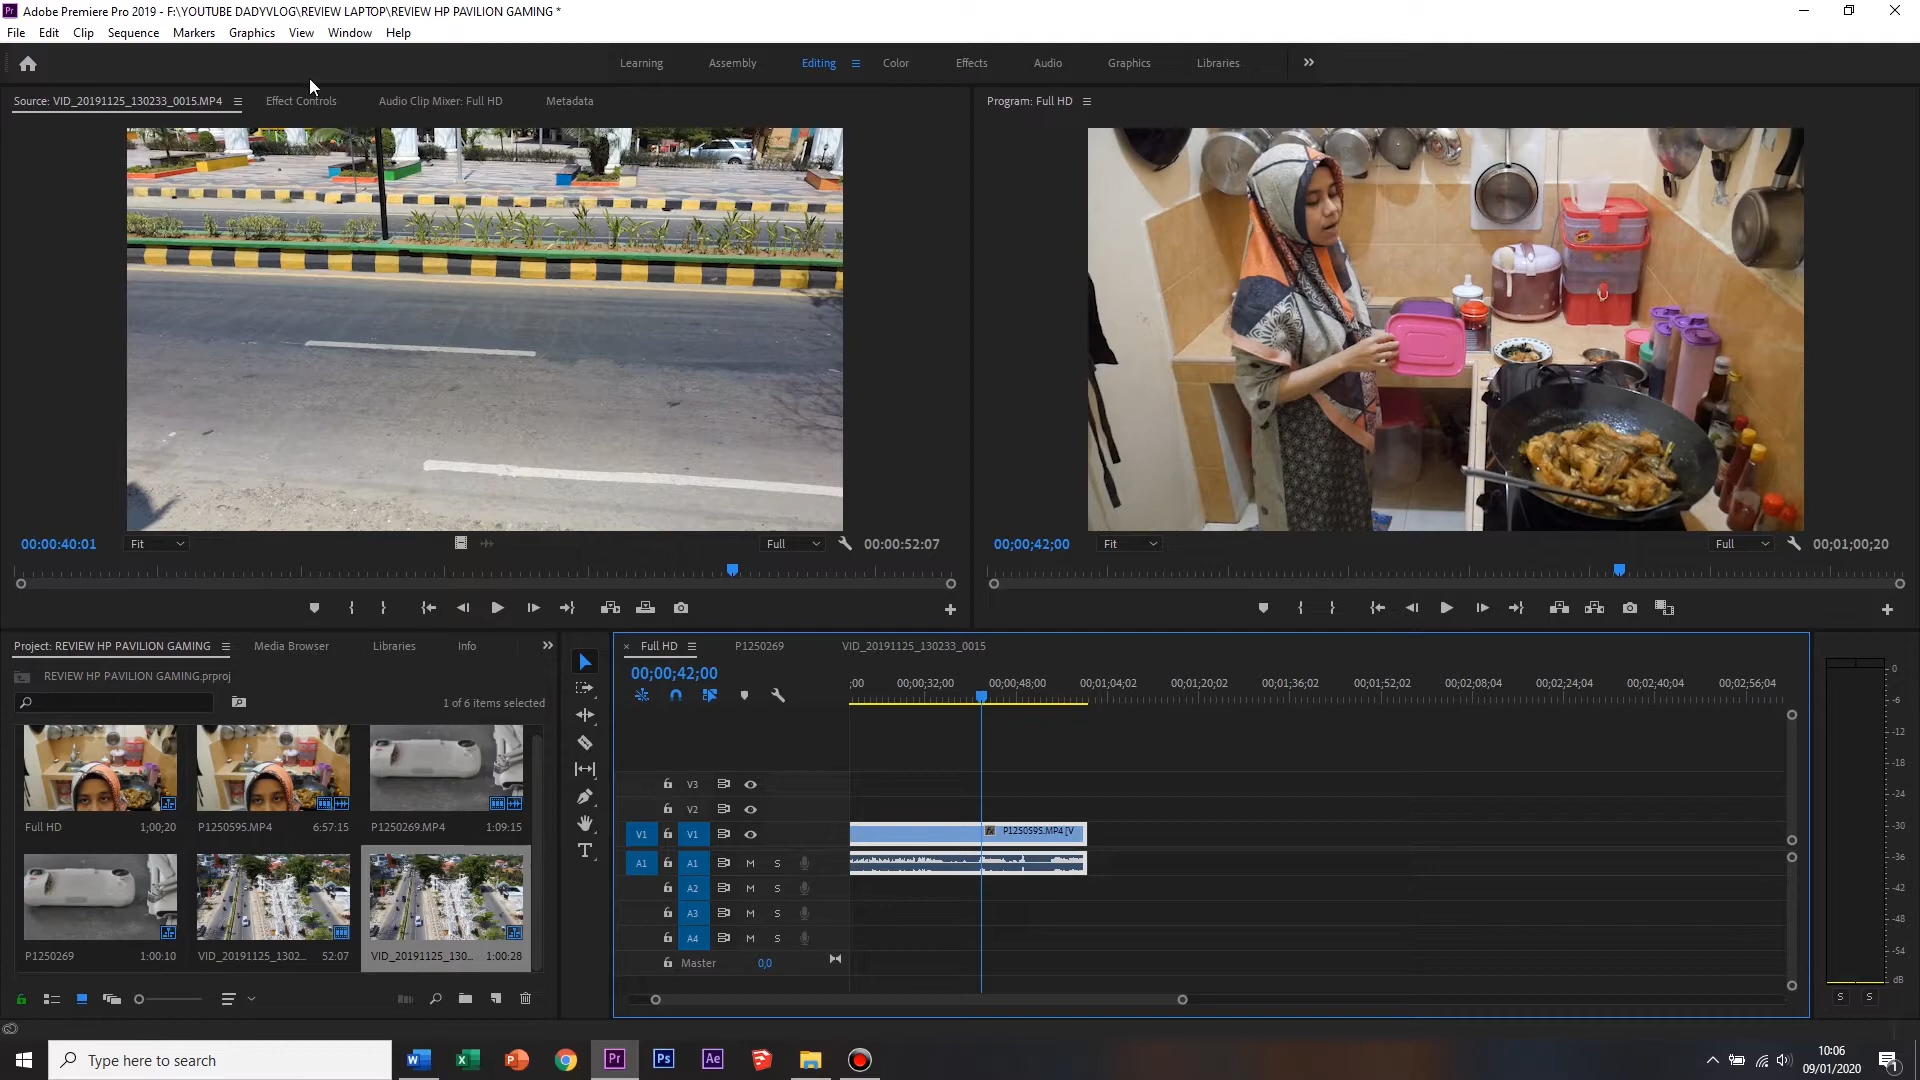 Pr Adobe Premiere Pro 2019 - F:\YOUTUBE DADYVLOG\REVIEW LAPTOP\REVIEW HP PAVILION GAMING *
File Edit Clip Sequence Markers Graphics View Window Help
Learning Assembly Editing Color Effects Audio Graphics Libraries
Source: VID_20191125_130233_0015.MP4 Effect Controls Audio Clip Mixer: Full HD Metadata
Program: Full HD
00:00:40:01 Fit Full 00:00:52:07
00;00;42;00 Fit Full 00;01;00;20
Project: REVIEW HP PAVILION GAMING Media Browser Libraries Info
REVIEW HP PAVILION GAMING.prproj
1 of 6 items selected
Full HD 1;00;20
P1250595.MP4 6:57:15
P1250269.MP4 1:09:15
P1250269 1:00:10
VID_20191125_1302... 52:07
VID_20191125_130... 1:00:28
Full HD P1250269 VID_20191125_130233_0015
00;00;42;00
;00 00;00;32;00 00;00;48;00 00;01;04;02 00;01;20;02 00;01;36;02 00;01;52;02 00;02;08;04 00;02;24;04 00;02;40;04 00;02;56;04
V3
V2
V1 V1
fx P1250595.MP4 [V
A1 A1 M S
A2 M S
A3 M S
A4 M S
Master 0,0
0
-6
-12
-18
-24
-30
-36
-42
-48
-54
dB
S S
Type here to search
Pr Ps Ae
10:06
09/01/2020
1